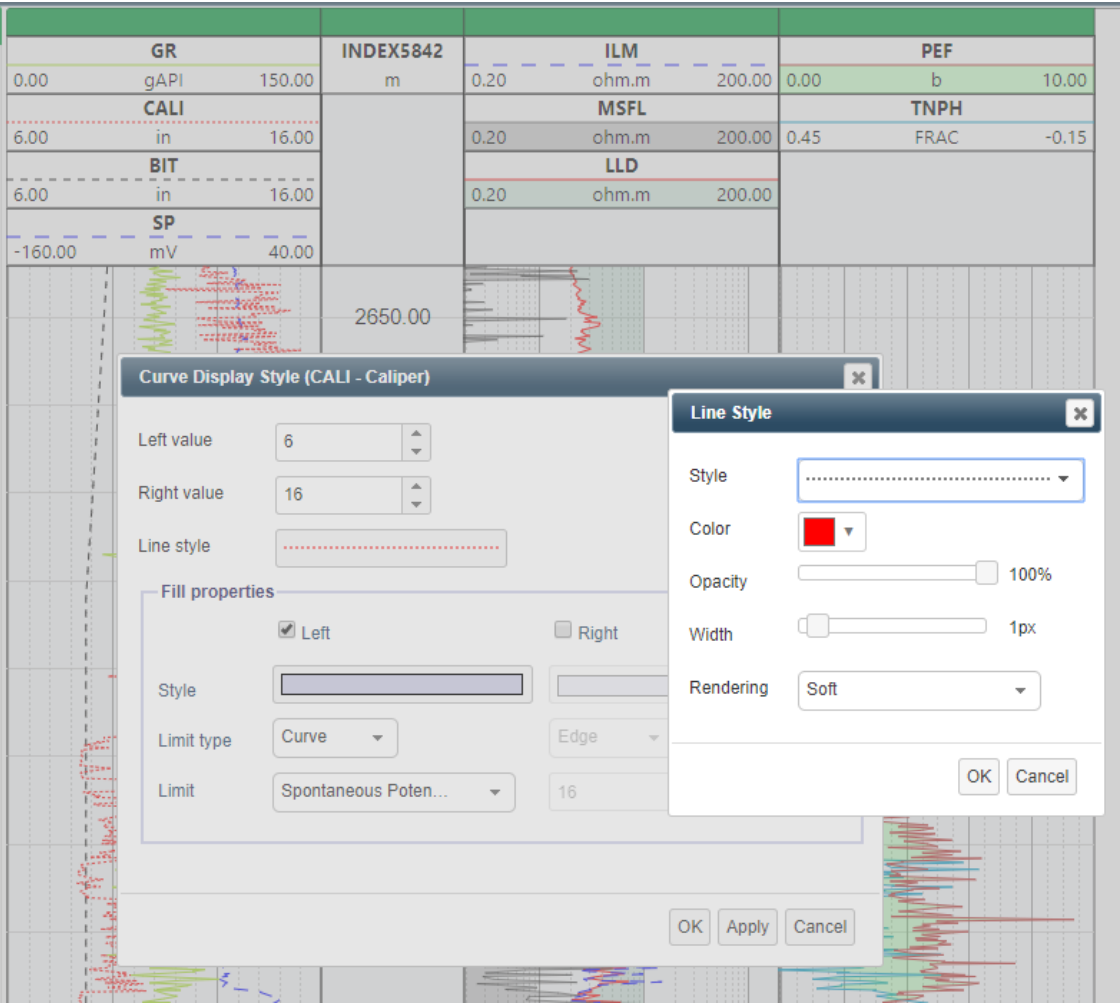 GR INDEX5842 ILM PEF
0.00 gAPI 150.00 m 0.20 ohm.m 200.00 0.00 b 10.00
CALI MSFL TNPH
6.00 in 16.00 0.20 ohm.m 200.00 0.45 FRAC -0.15
BIT LLD
6.00 in 16.00 0.20 ohm.m 200.00
SP
-160.00 mV 40.00
2650.00
Curve Display Style (CALI - Caliper)
Left value 6
Right value 16
Line style
Fill properties
Left Right
Style
Limit type Curve Edge
Limit Spontaneous Poten... 16
OK Apply Cancel
Line Style
Style
Color
Opacity 100%
Width 1px
Rendering Soft
OK Cancel